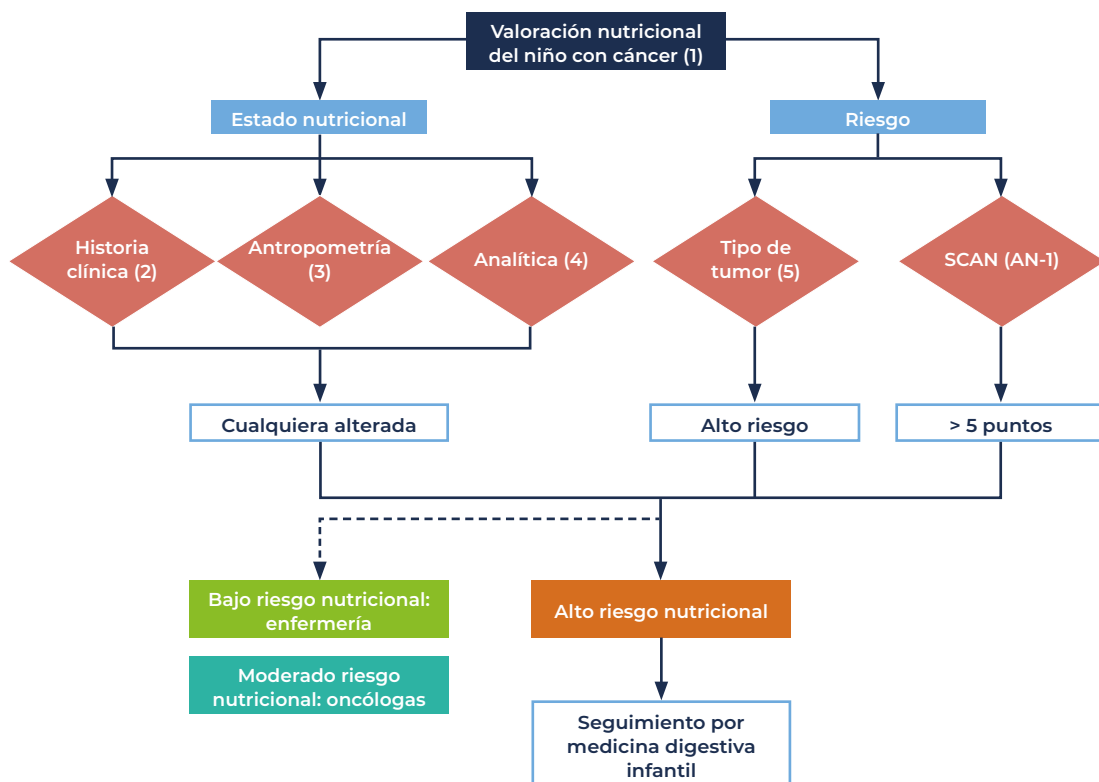 Valoración nutricional
del niño con cáncer (1)
Estado nutricional
Riesgo
Historia
clínica (2)
Antropometría
(3)
Analítica (4)
Tipo de
tumor (5)
SCAN (AN-1)
Cualquiera alterada
Alto riesgo
> 5 puntos
Bajo riesgo nutricional:
enfermería
Alto riesgo nutricional
Moderado riesgo
nutricional: oncólogas
Seguimiento por
medicina digestiva
infantil